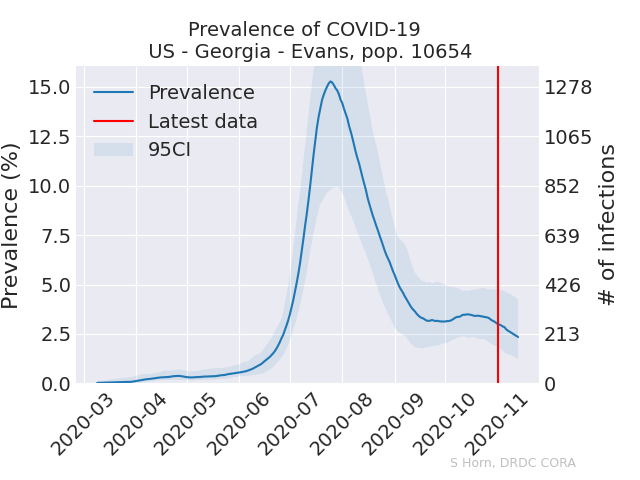 Prevalence of COVID-19
US - Georgia - Evans, pop. 10654
Prevalence
Latest data
95CI
Prevalence (%)
15.0
12.5
10.0
7.5
5.0
2.5
0.0
1278
1065
852
639
426
213
0
# of infections
2020-03
2020-04
2020-05
2020-06
2020-07
2020-08
2020-09
2020-10
2020-11
S Horn, DRDC CORA